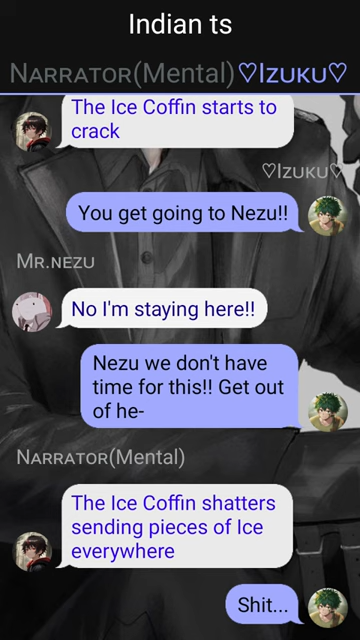 Indian ts
Narrator(Mental) ♡Izuku♡
The Ice Coffin starts to
crack
♡Izuku♡
You get going to Nezu!!
Mr.nezu
No I'm staying here!!
Nezu we don't have
time for this!! Get out
of he-
Narrator(Mental)
The Ice Coffin shatters
sending pieces of Ice
everywhere
Shit...